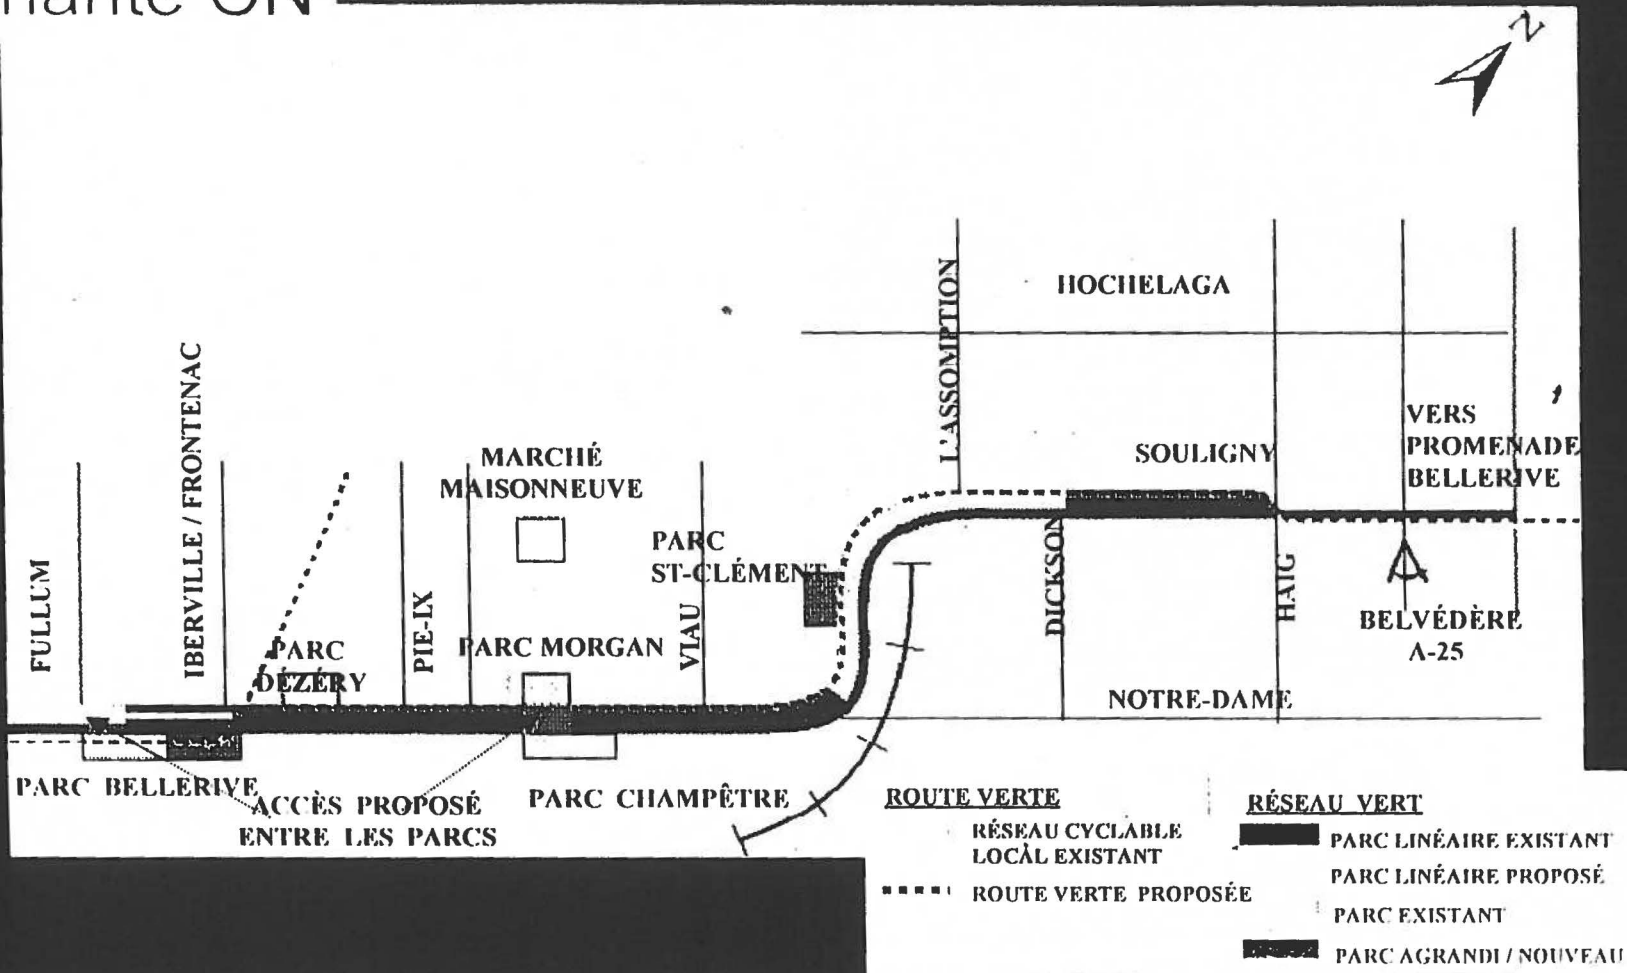 CN
N
HOCHELAGA
L'ASSOMPTION
SOULIGNY
VERS
PROMENADE
BELLERIVE
IBERVILLE / FRONTENAC
MARCHÉ
MAISONNEUVE
PARC
ST-CLÉMENT
FULLUM
PARC
DÉZÉRY
PIE-IX
PARC MORGAN
VIAU
DICKSON
HAIG
BELVÉDÈRE
A-25
NOTRE-DAME
PARC BELLERIVE
ACCÈS PROPOSÉ
ENTRE LES PARCS
PARC CHAMPÊTRE
ROUTE VERTE
RÉSEAU CYCLABLE
LOCAL EXISTANT
ROUTE VERTE PROPOSÉE
RÉSEAU VERT
PARC LINÉAIRE EXISTANT
PARC LINÉAIRE PROPOSÉ
PARC EXISTANT
PARC AGRANDI / NOUVEAU